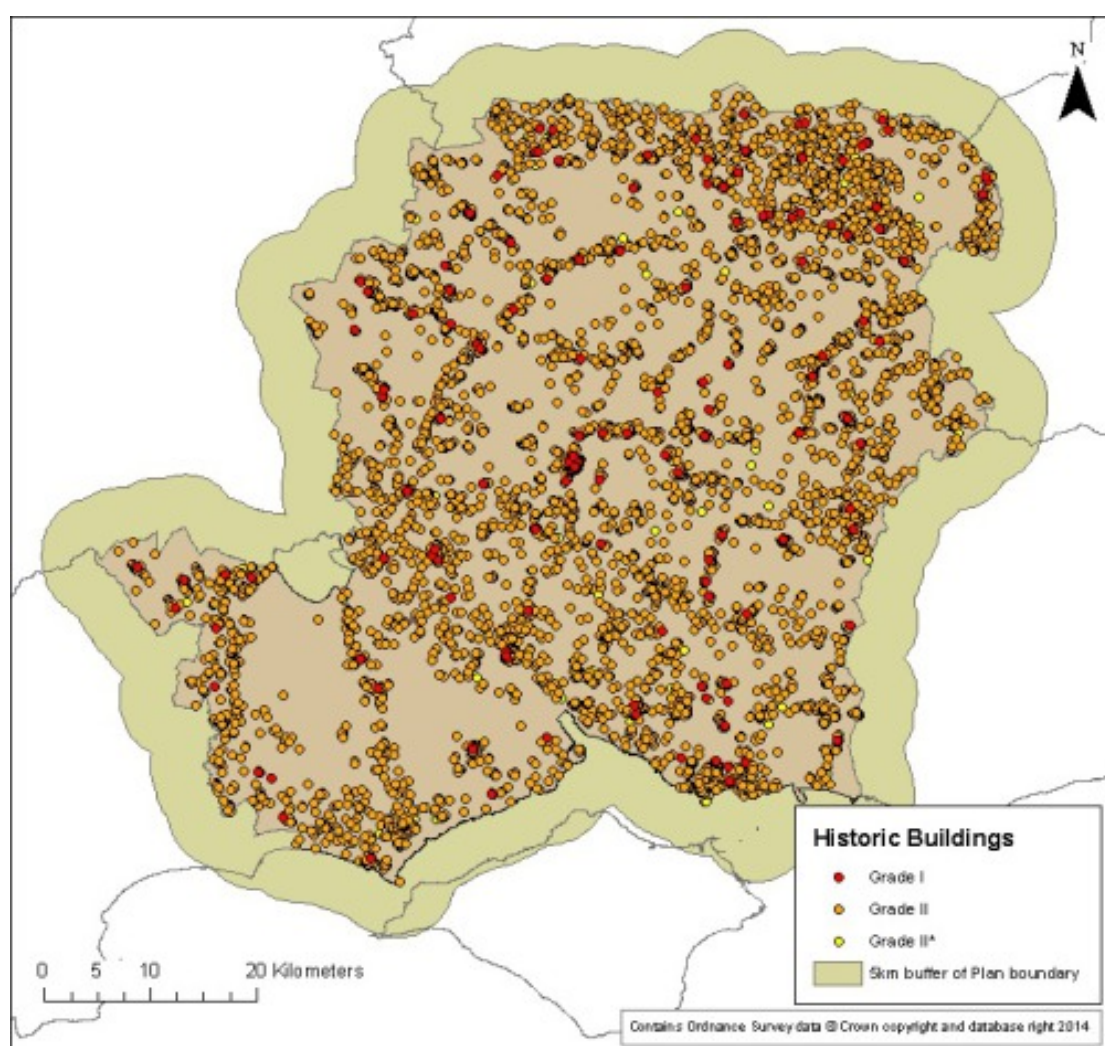 N
Historic Buildings
Grade I
Grade II
Grade II*
5km buffer of Plan boundary
0 5 10 20 Kilometers
Contains Ordnance Survey data © Crown copyright and database right 2014